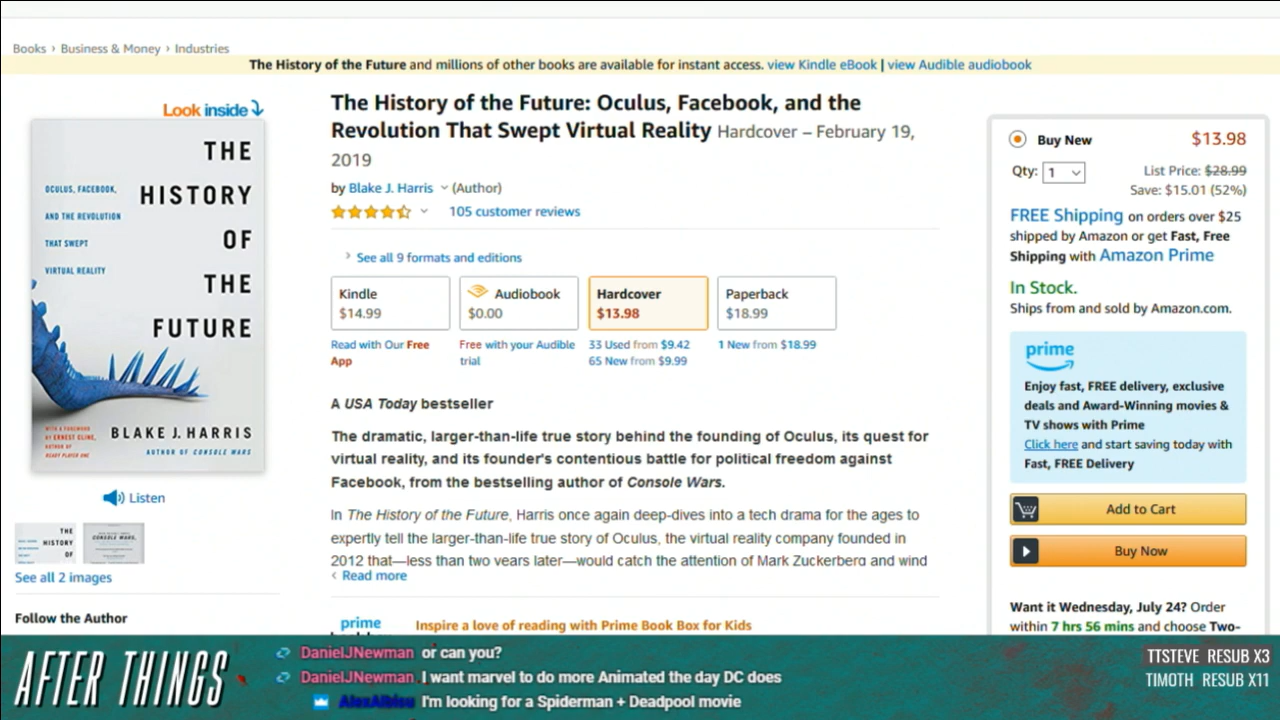 Books › Business & Money › Industries
The History of the Future and millions of other books are available for instant access. view Kindle eBook | view Audible audiobook
Look inside
THE
HISTORY
OF
THE
FUTURE
OCULUS, FACEBOOK,
AND THE REVOLUTION
THAT SWEPT
VIRTUAL REALITY
WITH A FOREWORD
BY ERNEST CLINE,
AUTHOR OF
READY PLAYER ONE
BLAKE J. HARRIS
AUTHOR OF CONSOLE WARS
Listen
THE
HISTORY
OF
CONSOLE WARS,
See all 2 images
Follow the Author
The History of the Future: Oculus, Facebook, and the
Revolution That Swept Virtual Reality Hardcover – February 19,
2019
by Blake J. Harris (Author)
105 customer reviews
See all 9 formats and editions
Kindle
$14.99
Read with Our Free
App
Audiobook
$0.00
Free with your Audible
trial
Hardcover
$13.98
33 Used from $9.42
65 New from $9.99
Paperback
$18.99
1 New from $18.99
A USA Today bestseller
The dramatic, larger-than-life true story behind the founding of Oculus, its quest for
virtual reality, and its founder's contentious battle for political freedom against
Facebook, from the bestselling author of Console Wars.
In The History of the Future, Harris once again deep-dives into a tech drama for the ages to
expertly tell the larger-than-life true story of Oculus, the virtual reality company founded in
2012 that—less than two years later—would catch the attention of Mark Zuckerberg and wind
‹ Read more
prime
Inspire a love of reading with Prime Book Box for Kids
Buy New
$13.98
Qty: 1
List Price: $28.99
Save: $15.01 (52%)
FREE Shipping on orders over $25
shipped by Amazon or get Fast, Free
Shipping with Amazon Prime
In Stock.
Ships from and sold by Amazon.com.
prime
Enjoy fast, FREE delivery, exclusive
deals and Award-Winning movies &
TV shows with Prime
Click here and start saving today with
Fast, FREE Delivery
Add to Cart
Buy Now
Want it Wednesday, July 24? Order
within 7 hrs 56 mins and choose Two-
AFTER THINGS
DanielJNewman or can you?
DanielJNewman I want marvel to do more Animated the day DC does
AlexAlbisu I'm looking for a Spiderman + Deadpool movie
TTSTEVE RESUB X3
TIMOTH RESUB X11